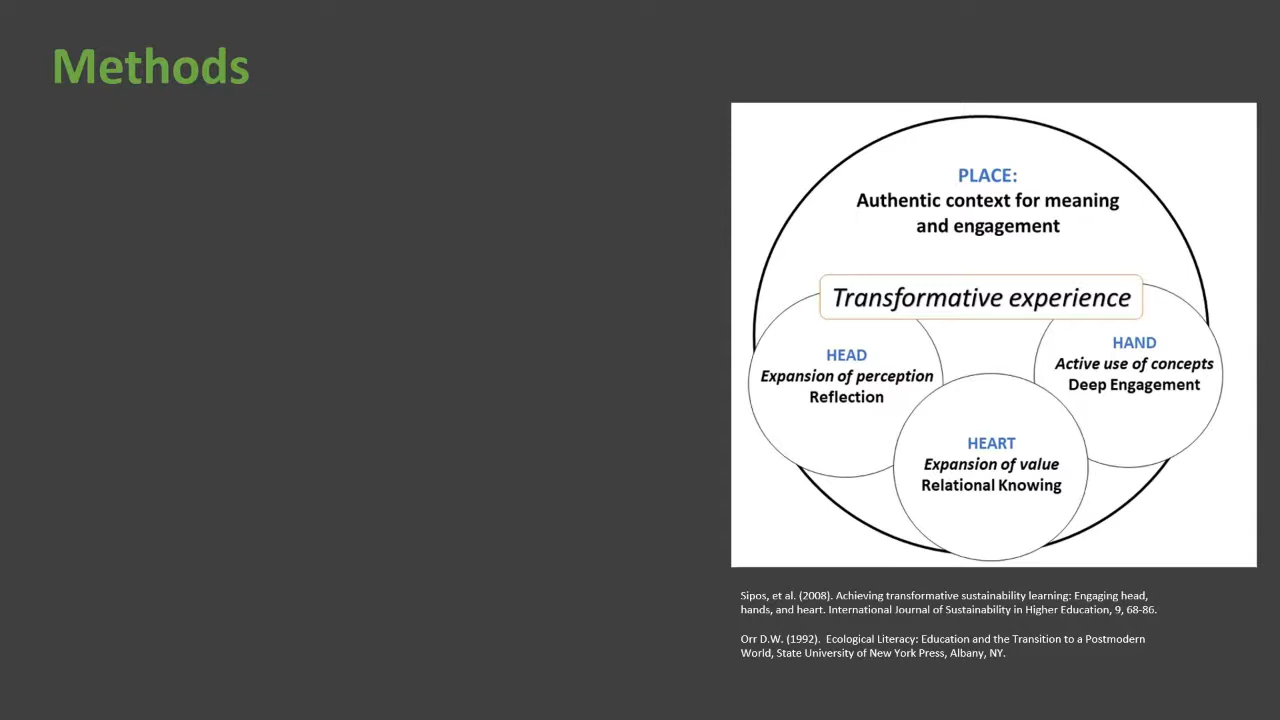 Methods
PLACE:
Authentic context for meaning
and engagement
Transformative experience
HEAD
Expansion of perception
Reflection
HAND
Active use of concepts
Deep Engagement
HEART
Expansion of value
Relational Knowing
Sipos, et al. (2008). Achieving transformative sustainability learning: Engaging head,
hands, and heart. International Journal of Sustainability in Higher Education, 9, 68-86.
Orr D.W. (1992).  Ecological Literacy: Education and the Transition to a Postmodern
World, State University of New York Press, Albany, NY.